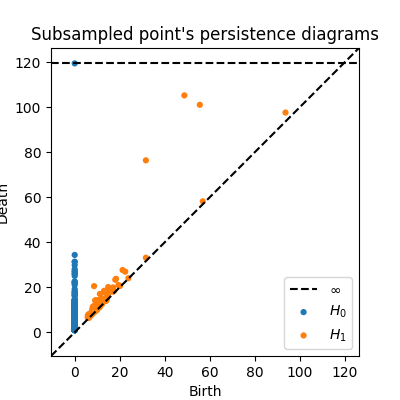 Subsampled point's persistence diagrams
120
100
80
60
40
20
0
Death
∞
H₀
H₁
0 20 40 60 80 100 120
Birth